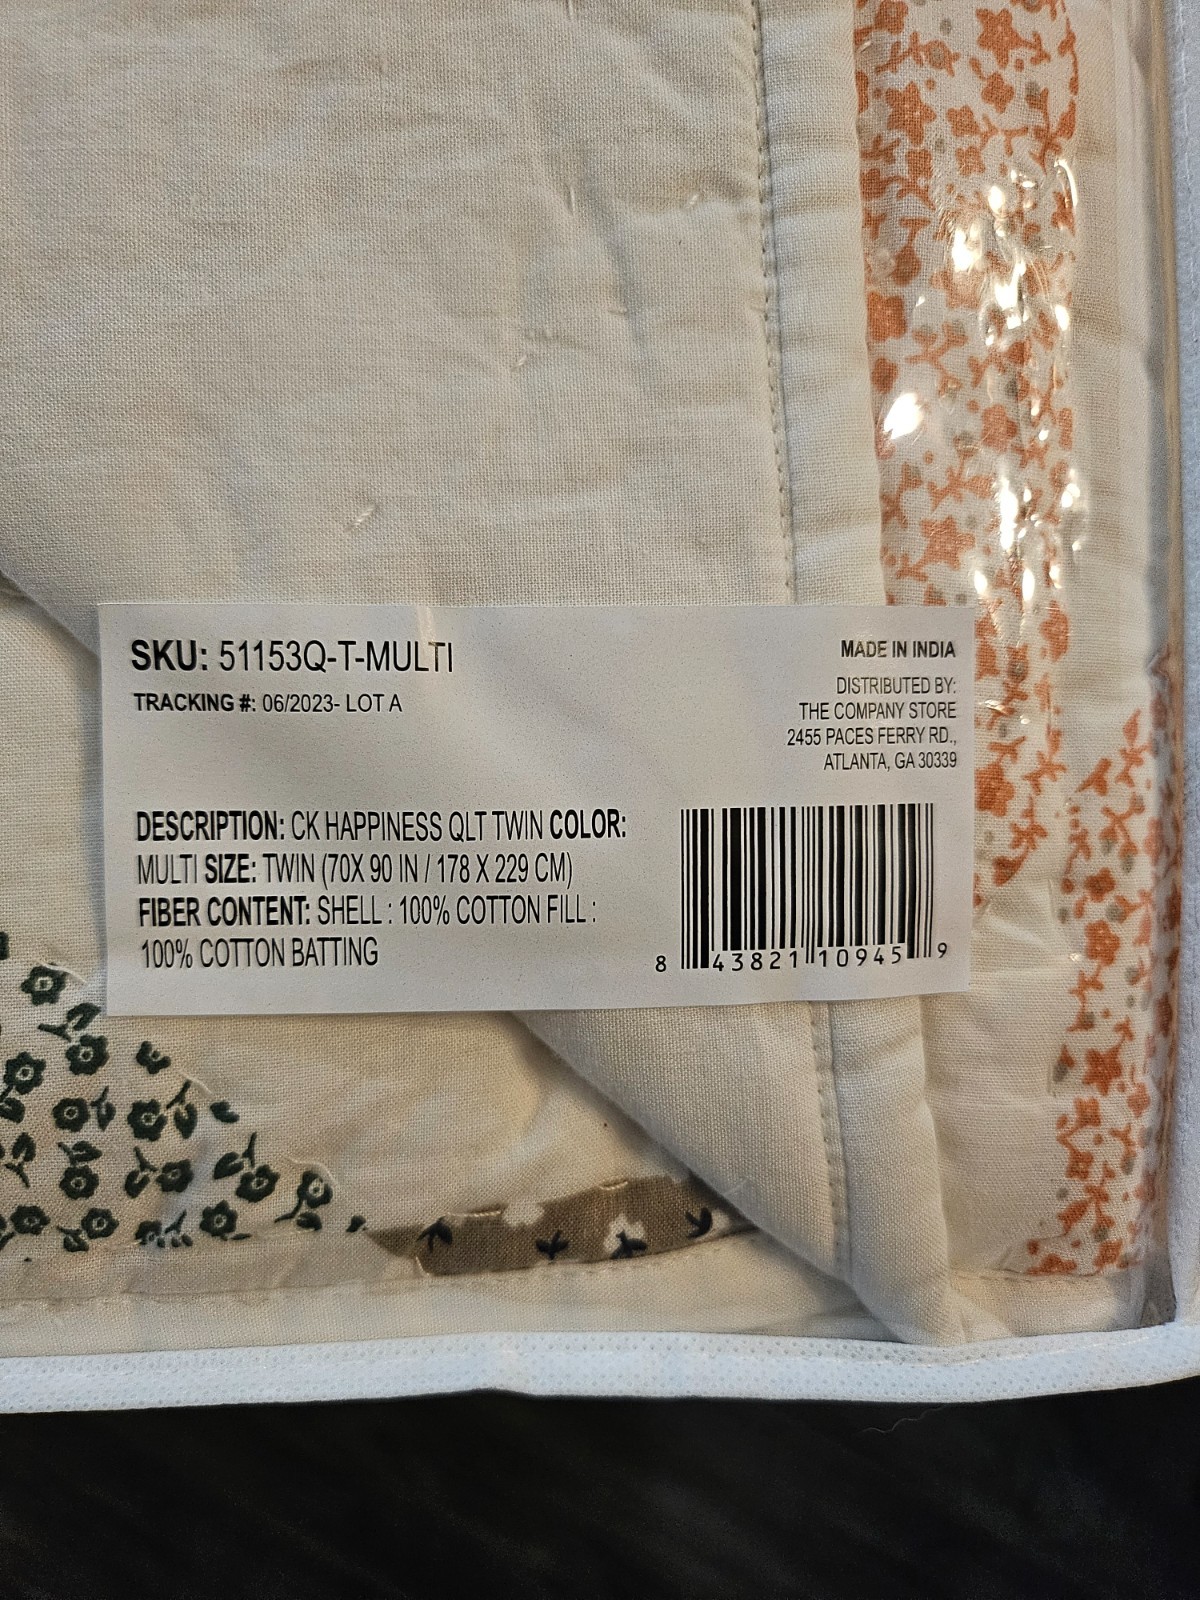 SKU: 51153Q-T-MULTI
TRACKING #: 06/2023- LOT A
MADE IN INDIA
DISTRIBUTED BY:
THE COMPANY STORE
2455 PACES FERRY RD.,
ATLANTA, GA 30339
DESCRIPTION: CK HAPPINESS QLT TWIN COLOR:
MULTI SIZE: TWIN (70X 90 IN / 178 X 229 CM)
FIBER CONTENT: SHELL : 100% COTTON FILL :
100% COTTON BATTING
8 43821 10945 9